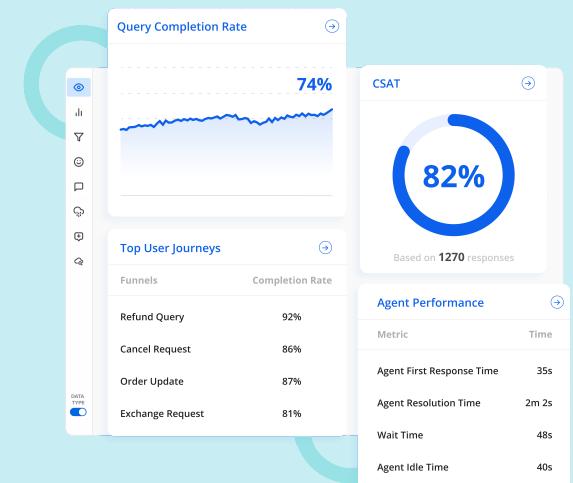 Query Completion Rate
74%
CSAT
82%
Based on 1270 responses
Top User Journeys
Funnels Completion Rate
Refund Query 92%
Cancel Request 86%
Order Update 87%
Exchange Request 81%
Agent Performance
Metric Time
Agent First Response Time 35s
Agent Resolution Time 2m 2s
Wait Time 48s
Agent Idle Time 40s
DATA
TYPE